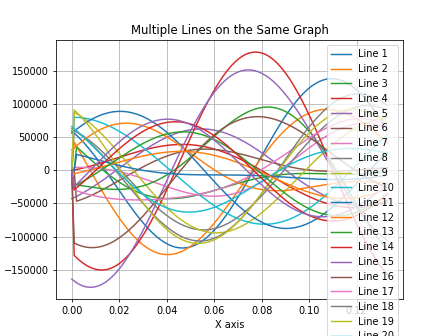 Multiple Lines on the Same Graph
150000
100000
50000
0
−50000
−100000
−150000
0.00
0.02
0.04
0.06
0.08
0.10
X axis
Line 1
Line 2
Line 3
Line 4
Line 5
Line 6
Line 7
Line 8
Line 9
Line 10
Line 11
Line 12
Line 13
Line 15
Line 15
Line 16
Line 17
Line 18
Line 19
Line 20